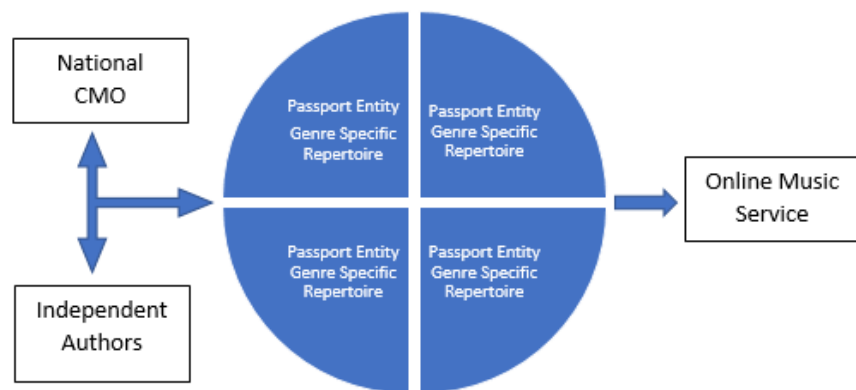 National
CMO
Independent
Authors
Passport Entity
Genre Specific
Repertoire
Passport Entity
Genre Specific
Repertoire
Passport Entity
Genre Specific
Repertoire
Passport Entity
Genre Specific
Repertoire
Online Music
Service